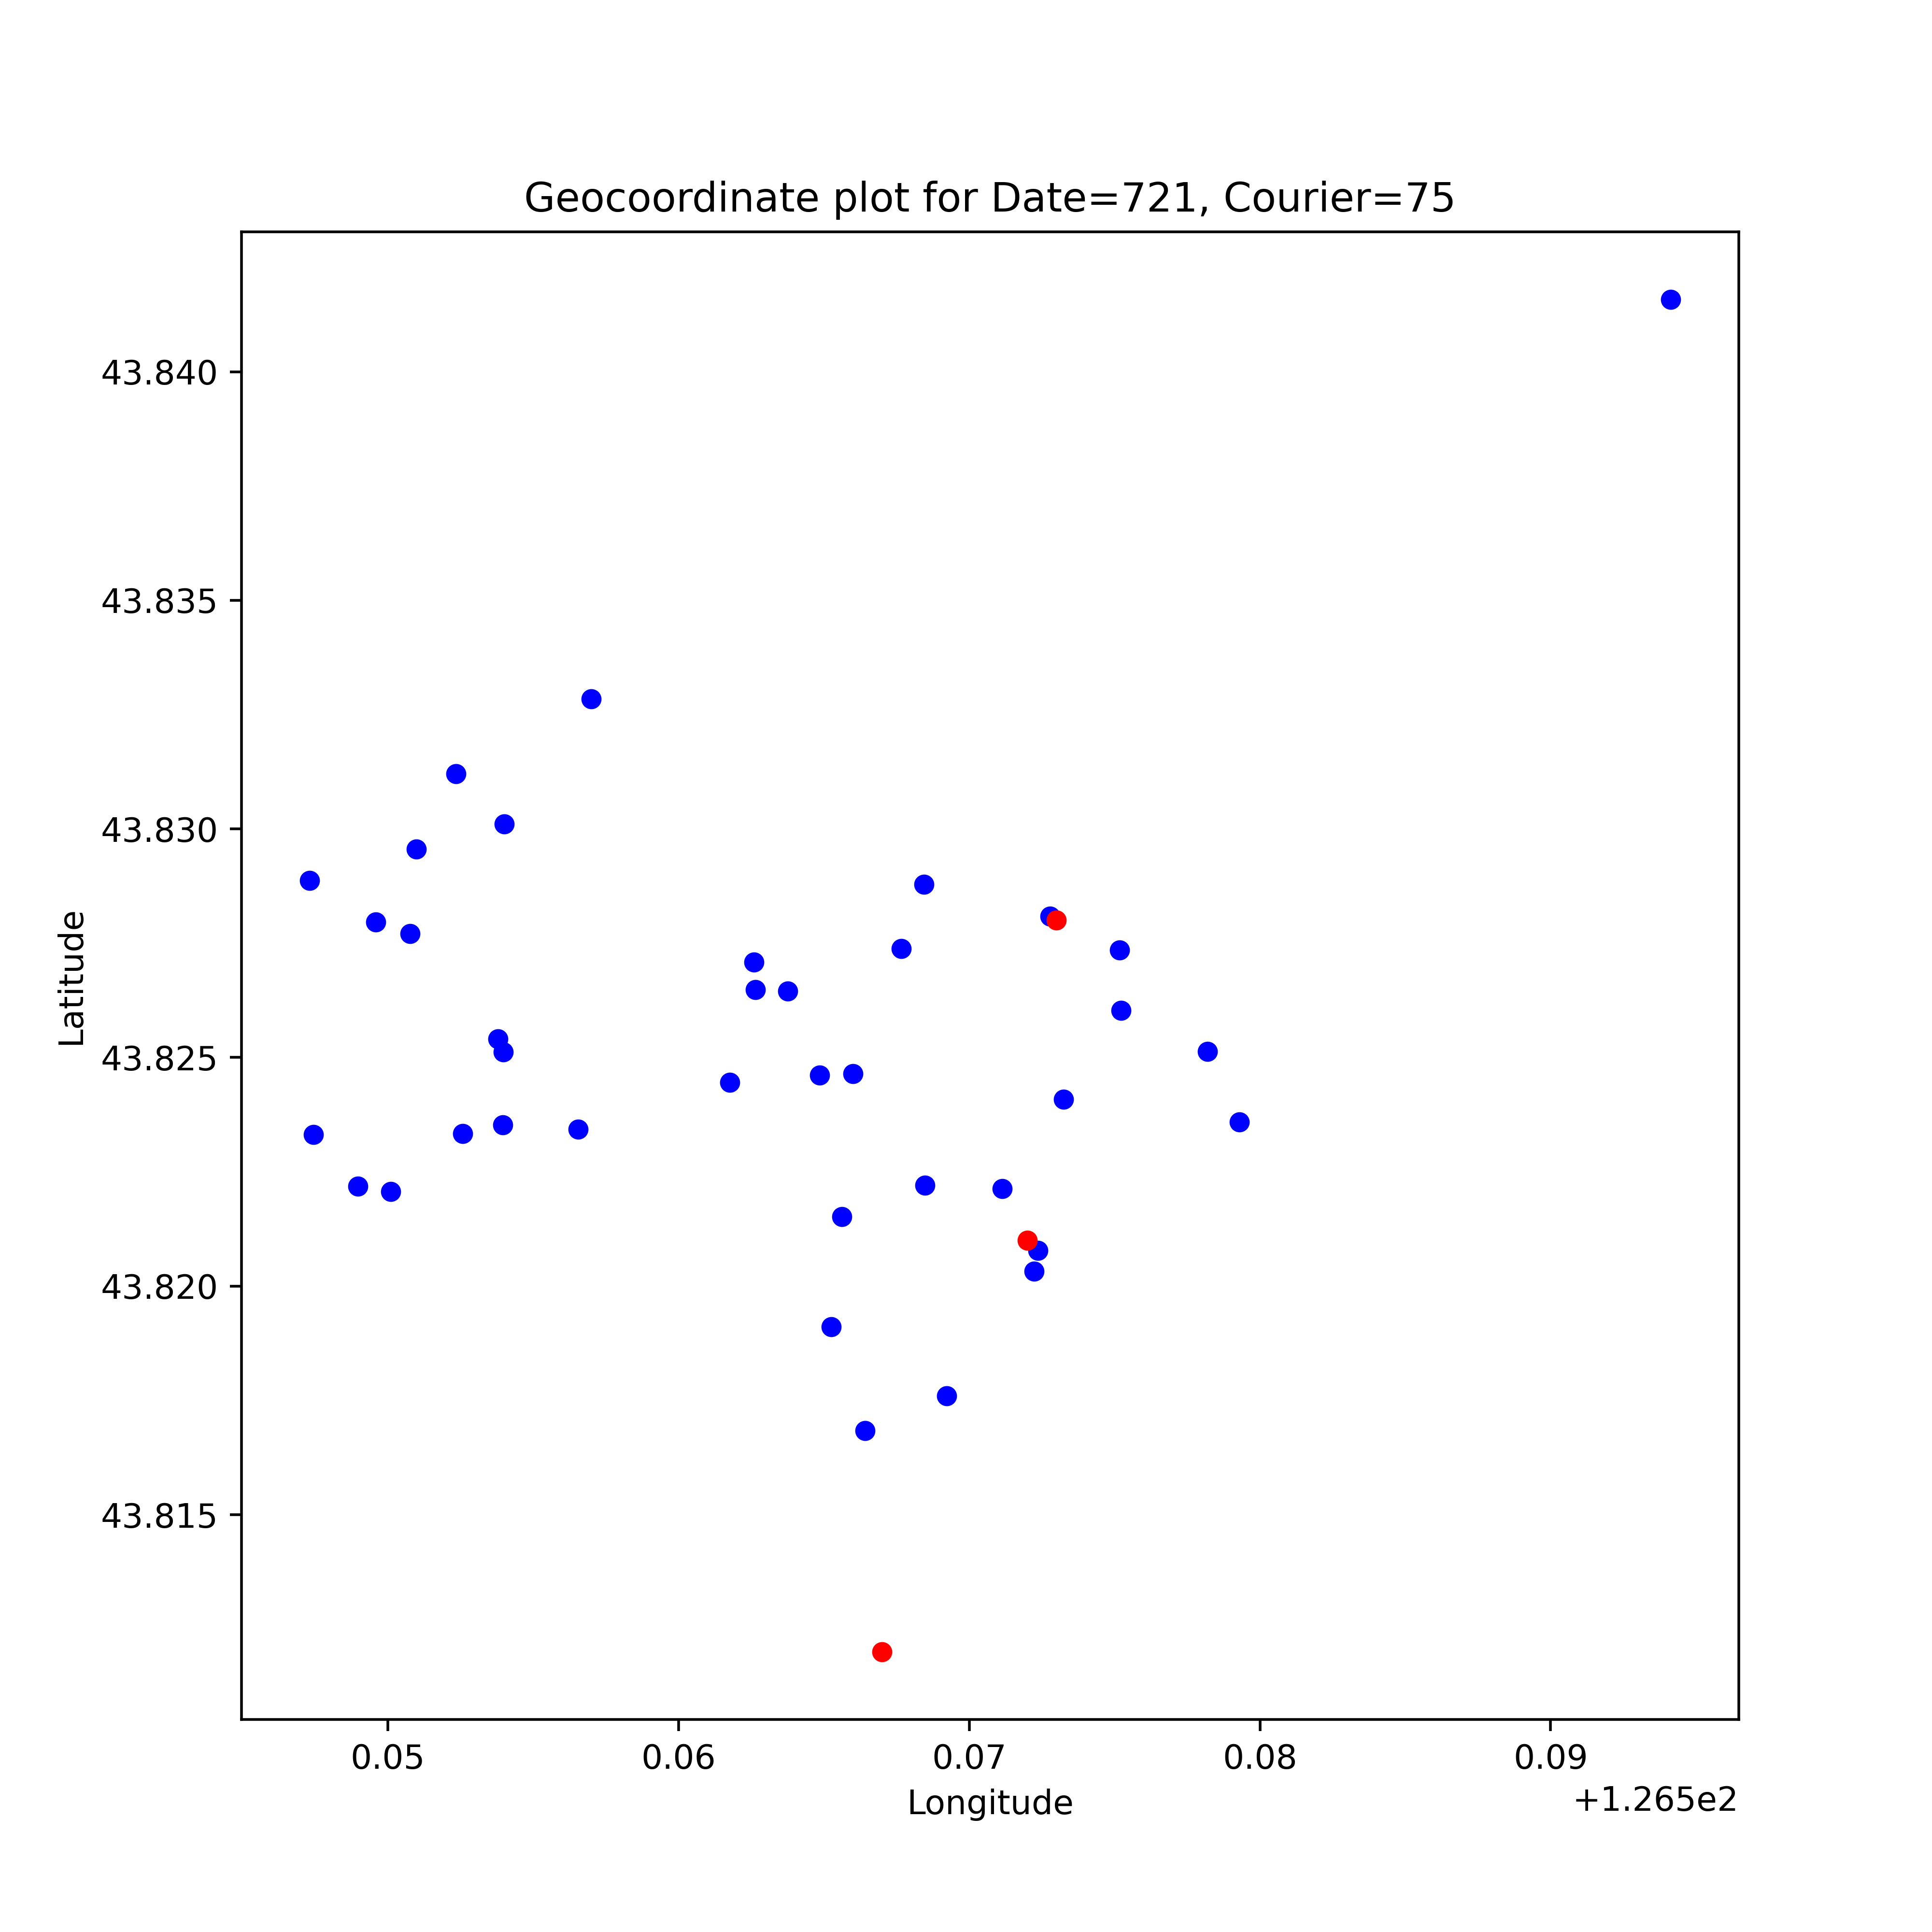 Geocoordinate plot for Date=721, Courier=75
43.840
43.835
43.830
43.825
43.820
43.815
Latitude
0.05 0.06 0.07 0.08 0.09
Longitude
+1.265e2